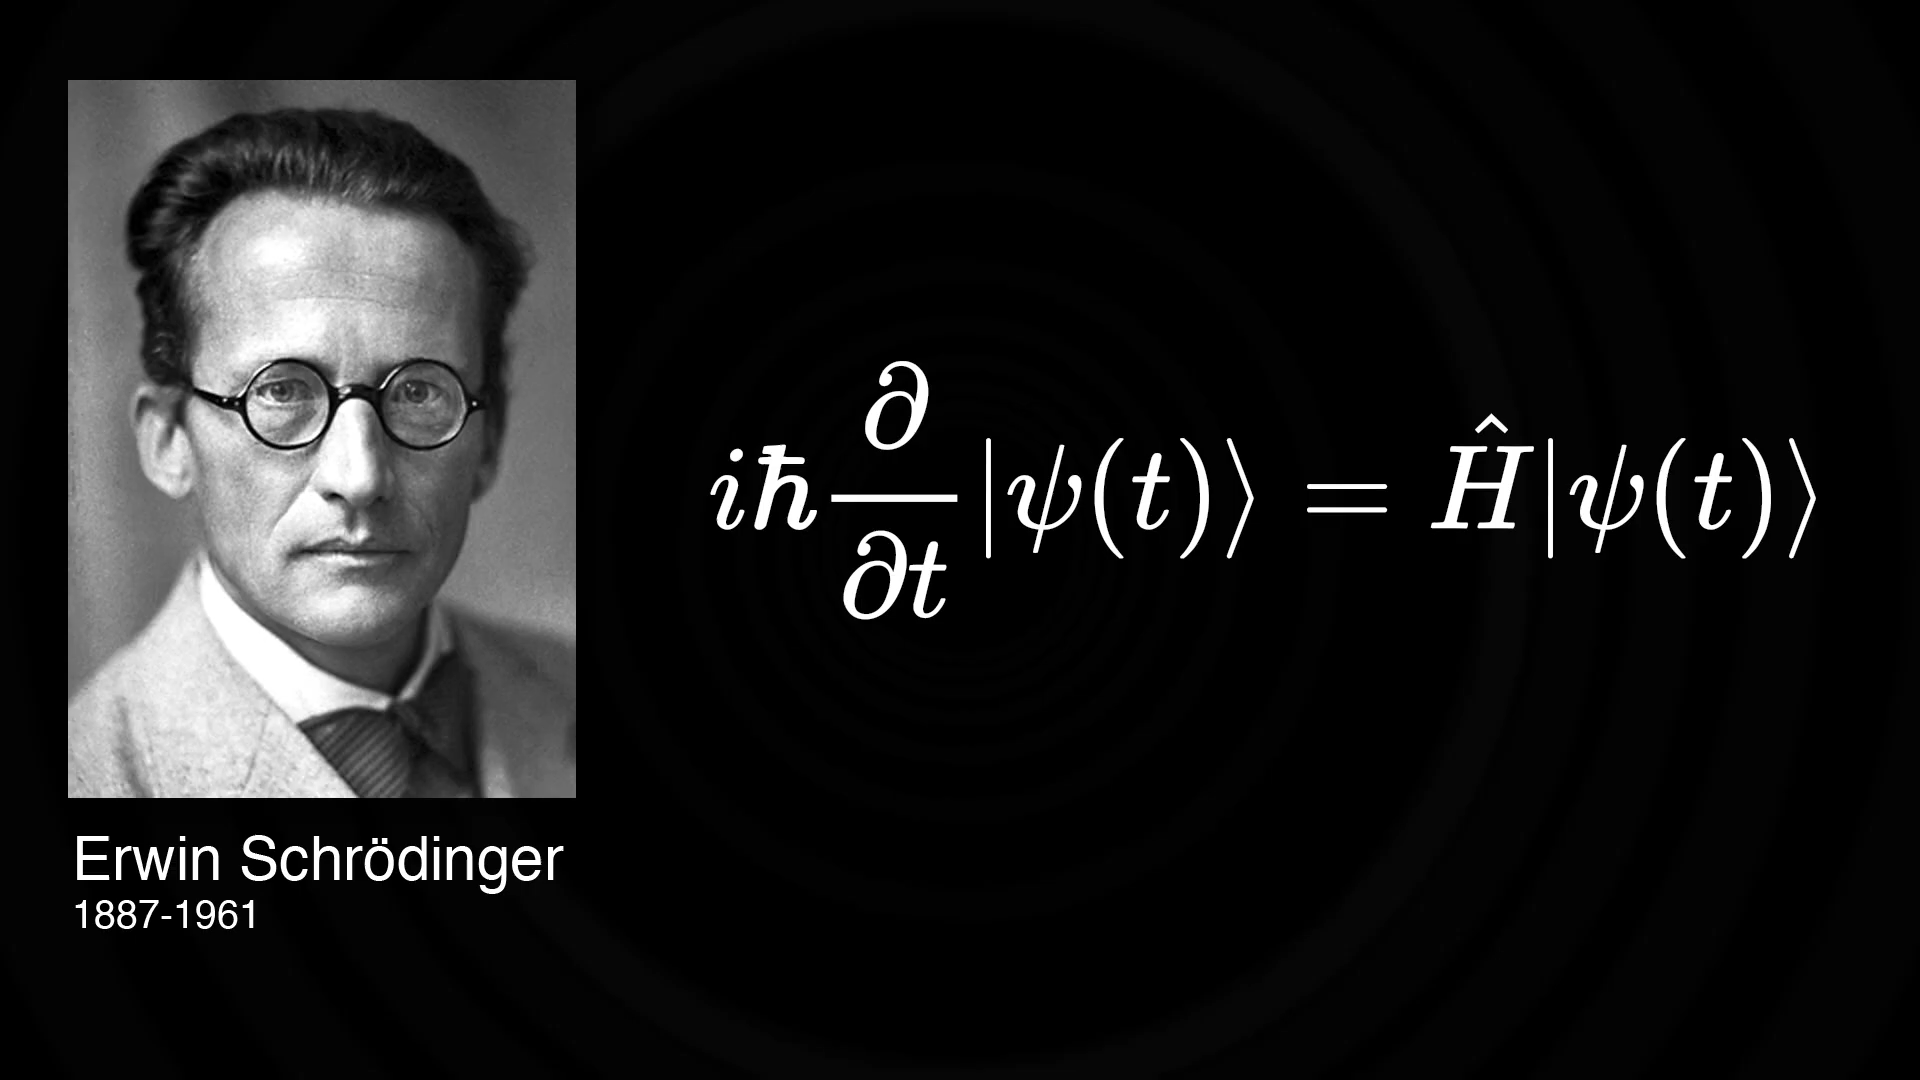 iħ ∂/∂t |ψ(t)⟩ = Ĥ|ψ(t)⟩
Erwin Schrödinger
1887-1961